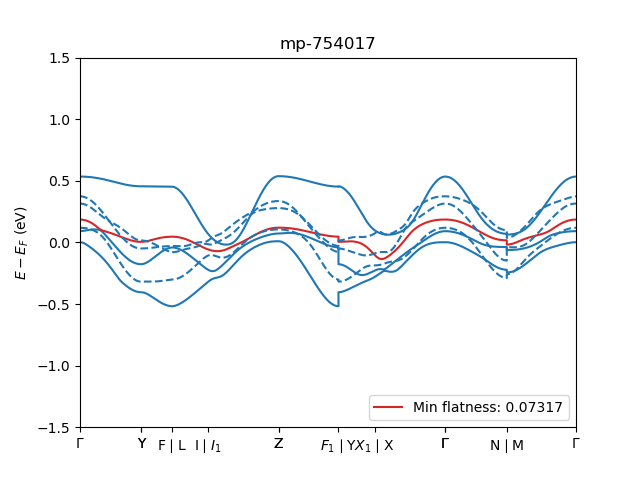 mp-754017
E − E_F (eV)
1.5
1.0
0.5
0.0
−0.5
−1.0
−1.5
Min flatness: 0.07317
Γ Y F | L I | I₁ Z F₁ | Y X₁ | X Γ N | M Γ